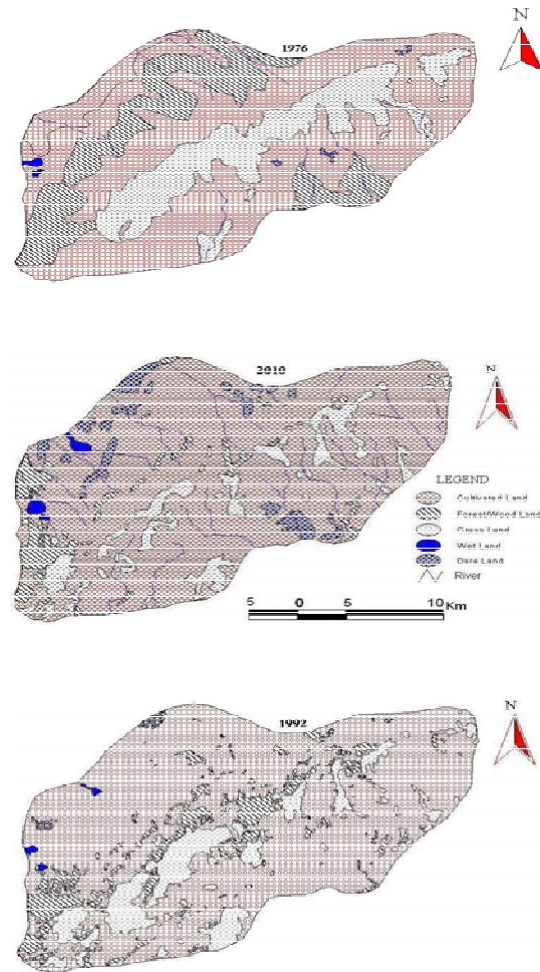 N
1976
2010
N
LEGEND
Cultivated Land
Forest/Wood Land
Grass Land
Wet Land
Bare Land
River
5 0 5 10 Km
N
1992